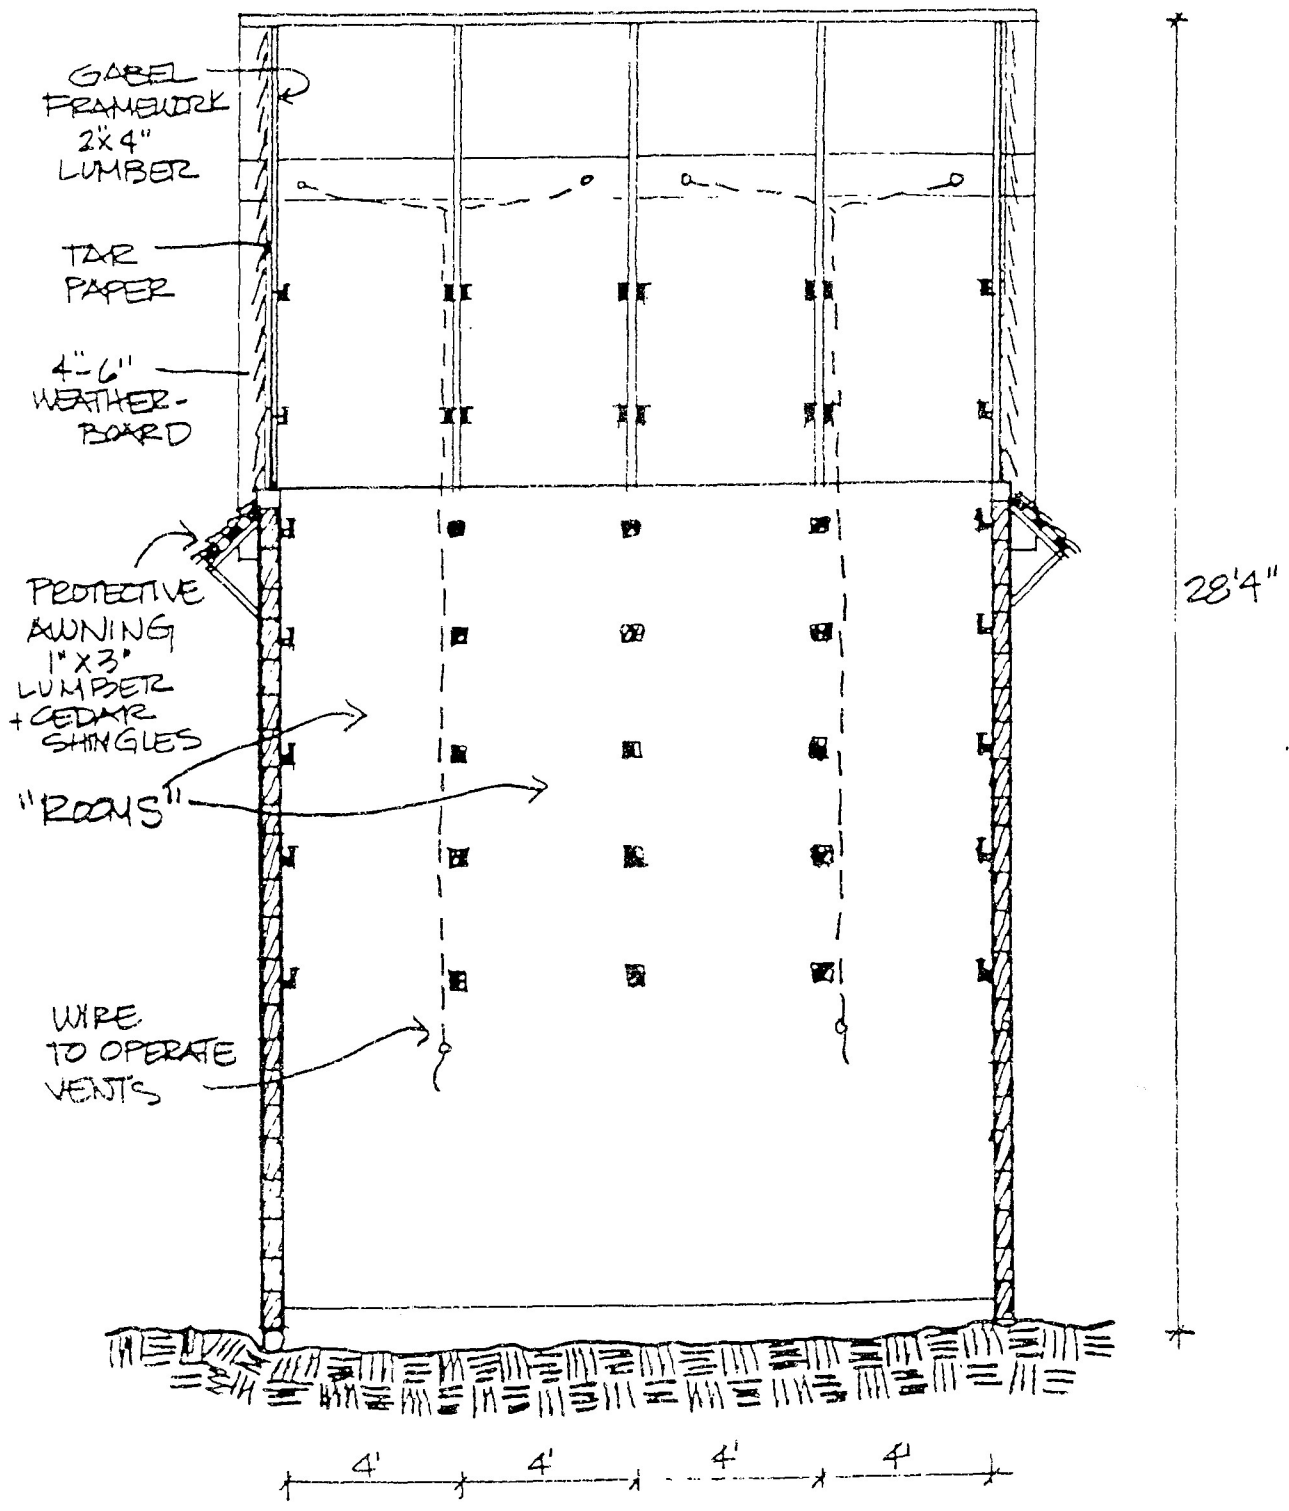 GABEL
FRAMEWORK
2"x4"
LUMBER
TAR
PAPER
4"-6"
WEATHER-
BOARD
PROTECTIVE
AWNING
1"x3"
LUMBER
+CEDAR
SHINGLES
"ROOMS"
WIRE
TO OPERATE
VENTS
28'4"
4'
4'
4'
4'